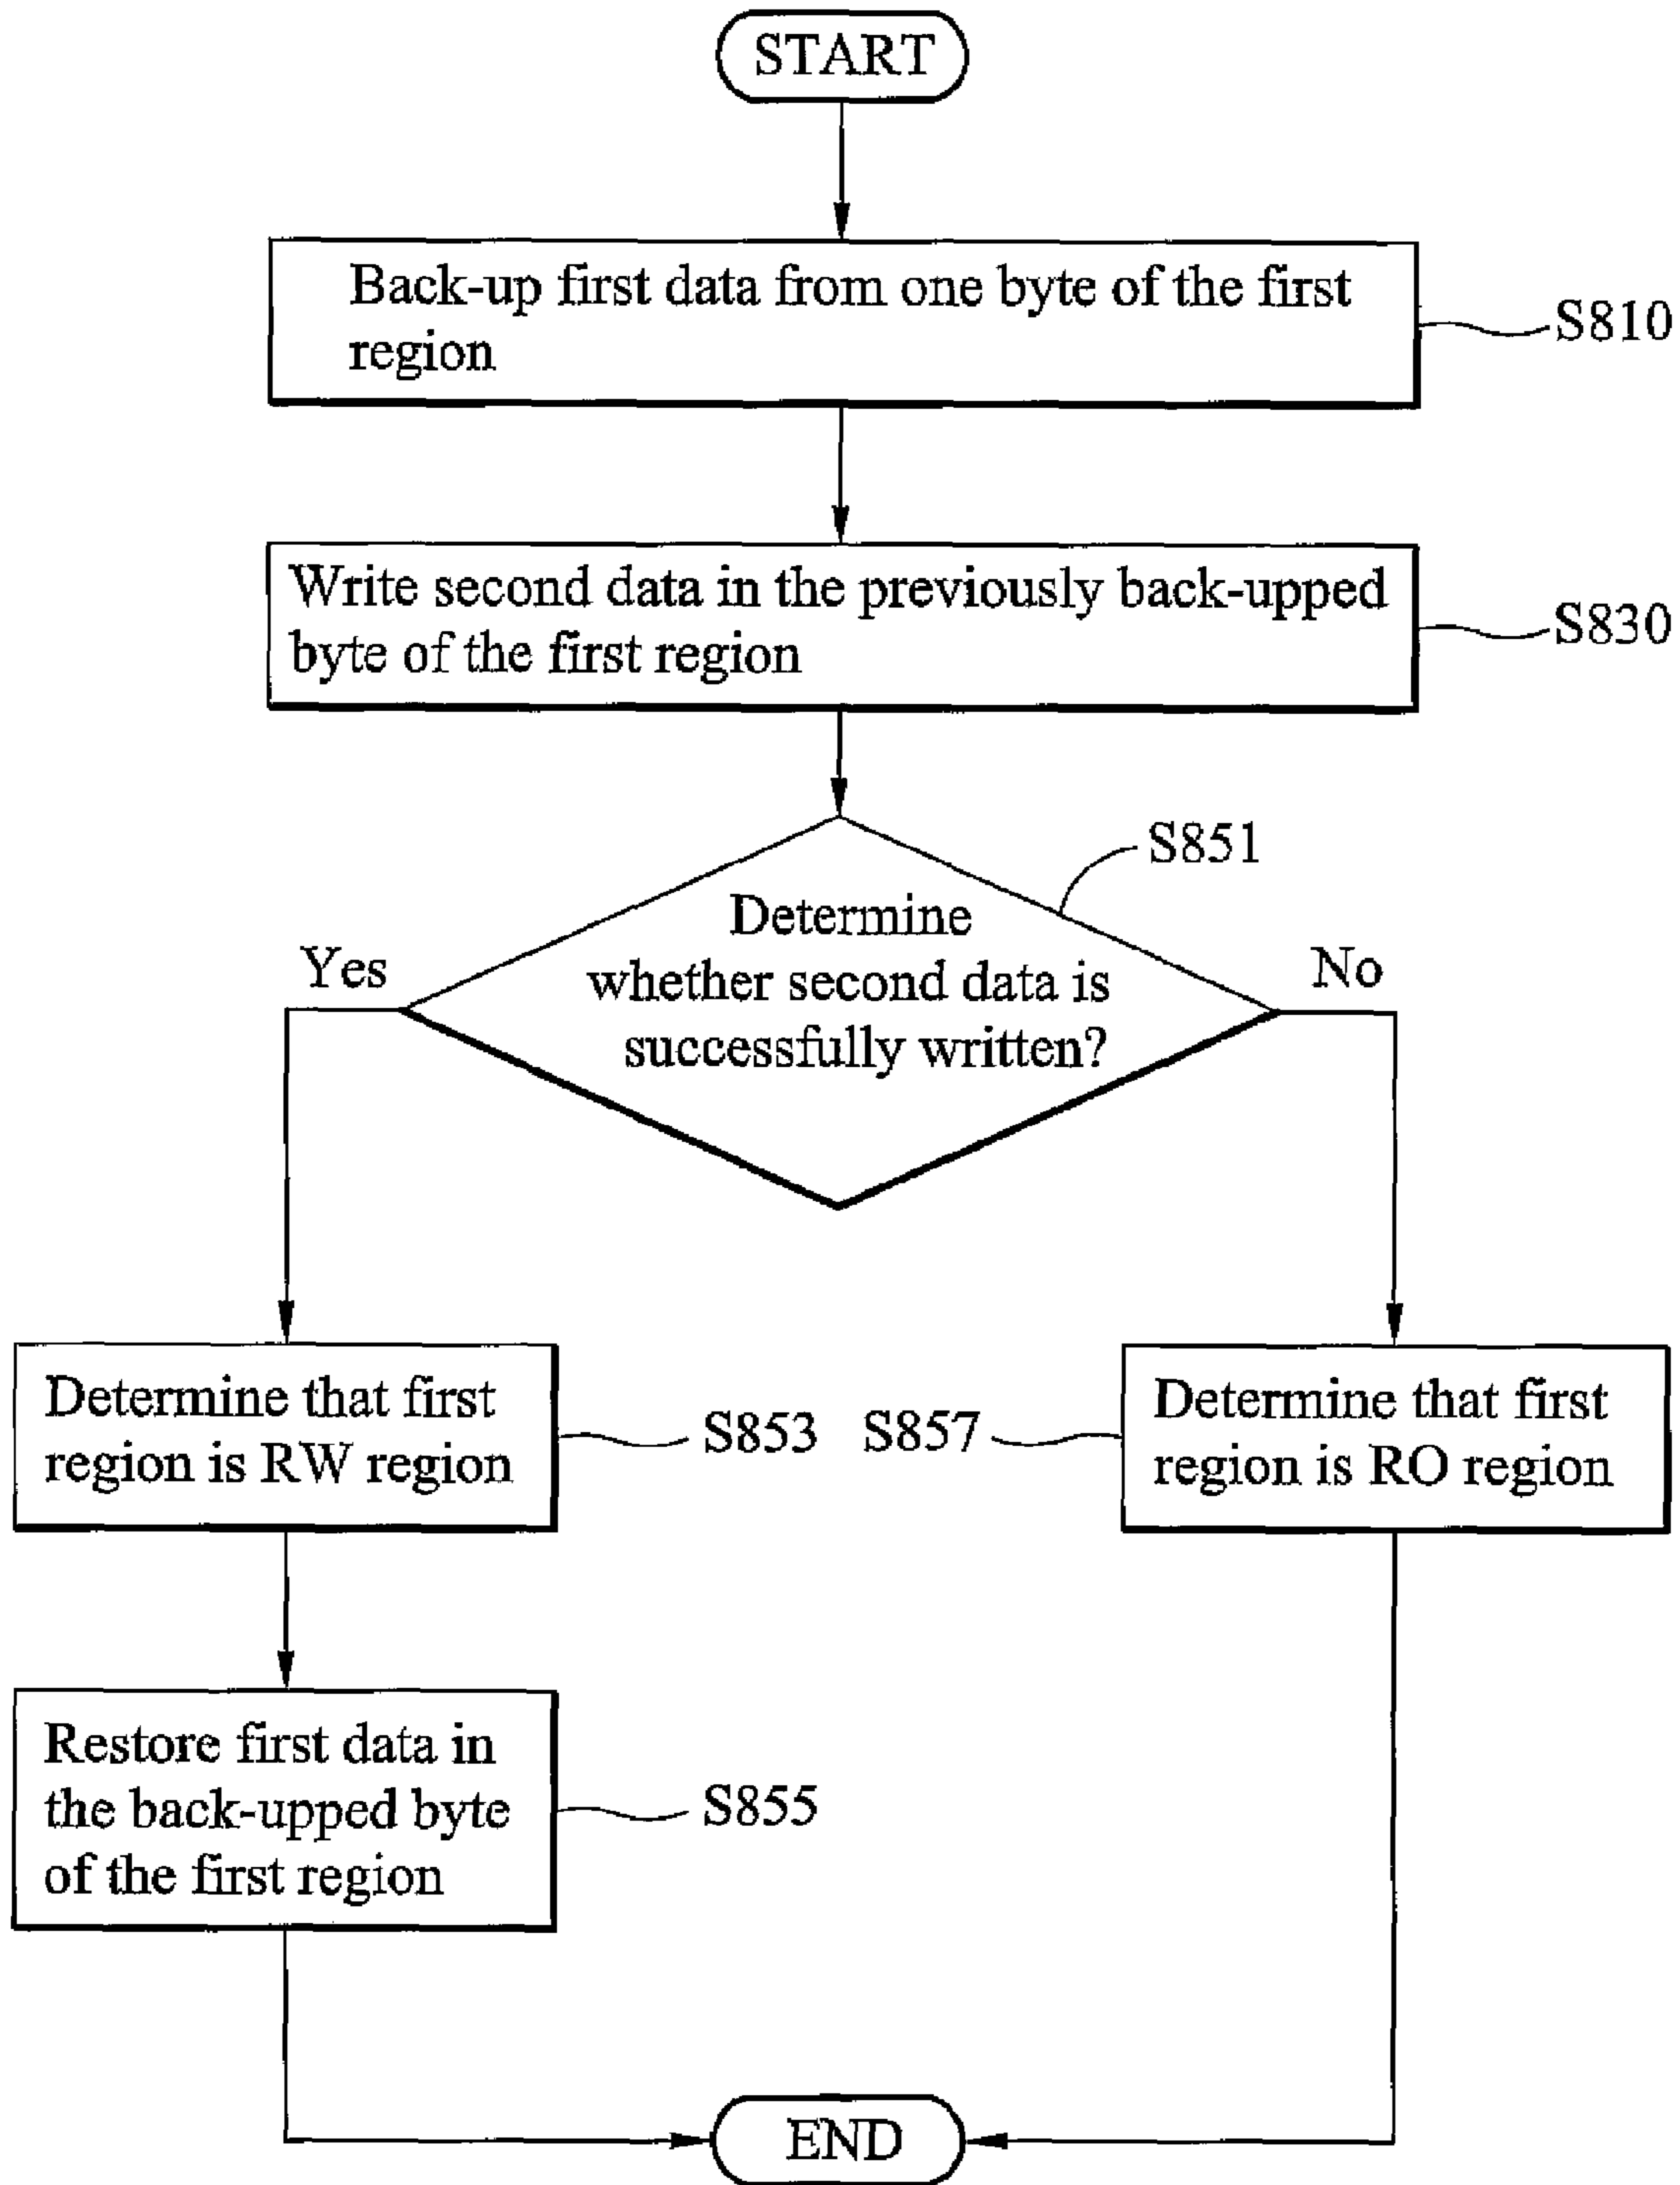 START
Back-up first data from one byte of the first
region
S810
Write second data in the previously back-upped
byte of the first region
S830
S851
Determine
whether second data is
successfully written?
Yes
No
Determine that first
region is RW region
S853
S857
Determine that first
region is RO region
Restore first data in
the back-upped byte
of the first region
S855
END